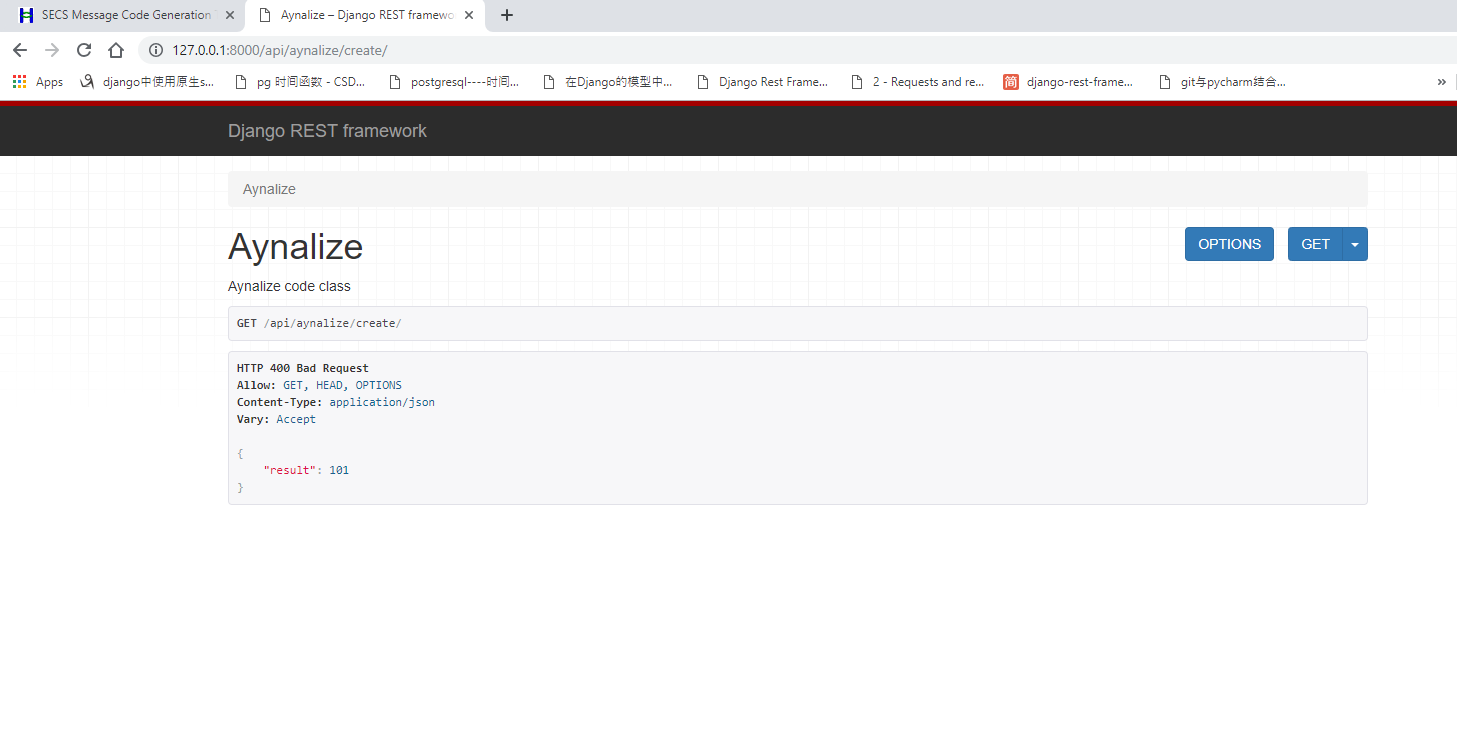 SECS Message Code Generation
Aynalize – Django REST framewo
127.0.0.1:8000/api/aynalize/create/
Apps
django中使用原生s...
pg 时间函数 - CSD...
postgresql----时间...
在Django的模型中...
Django Rest Frame...
2 - Requests and re...
简
django-rest-frame...
git与pycharm结合...
»
Django REST framework
Aynalize
Aynalize
OPTIONS
GET
Aynalize code class
GET /api/aynalize/create/
HTTP 400 Bad Request
Allow: GET, HEAD, OPTIONS
Content-Type: application/json
Vary: Accept
{
"result": 101
}